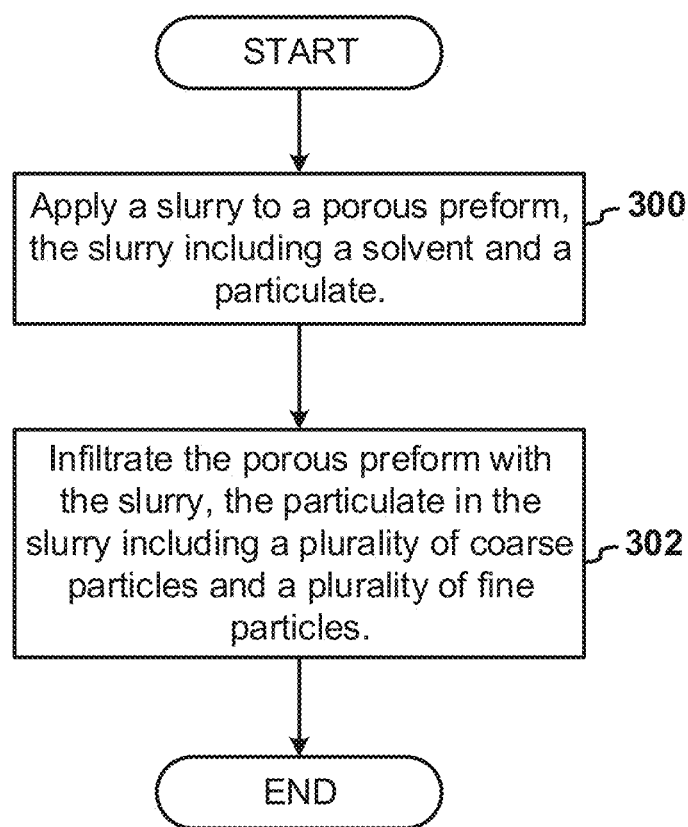 START
Apply a slurry to a porous preform,
the slurry including a solvent and a
particulate.
300
Infiltrate the porous preform with
the slurry, the particulate in the
slurry including a plurality of coarse
particles and a plurality of fine
particles.
302
END